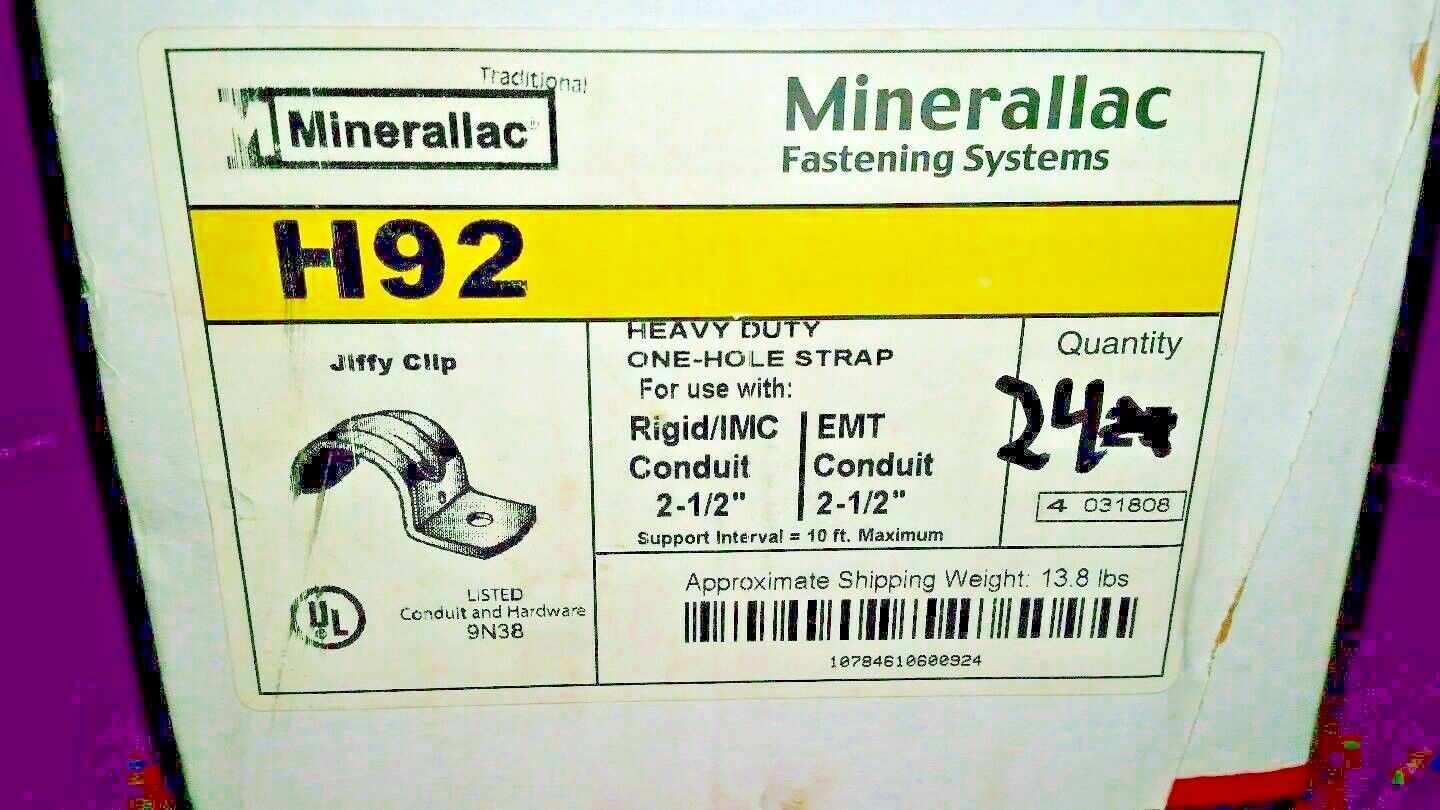 Traditional
Minerallac®
Minerallac
Fastening Systems
H92
Jiffy Clip
HEAVY DUTY
ONE-HOLE STRAP
For use with:
Rigid/IMC
Conduit
2-1/2"
EMT
Conduit
2-1/2"
Support Interval = 10 ft. Maximum
Quantity
24
4 031808
UL
®
LISTED
Conduit and Hardware
9N38
Approximate Shipping Weight: 13.8 lbs
10784610600924